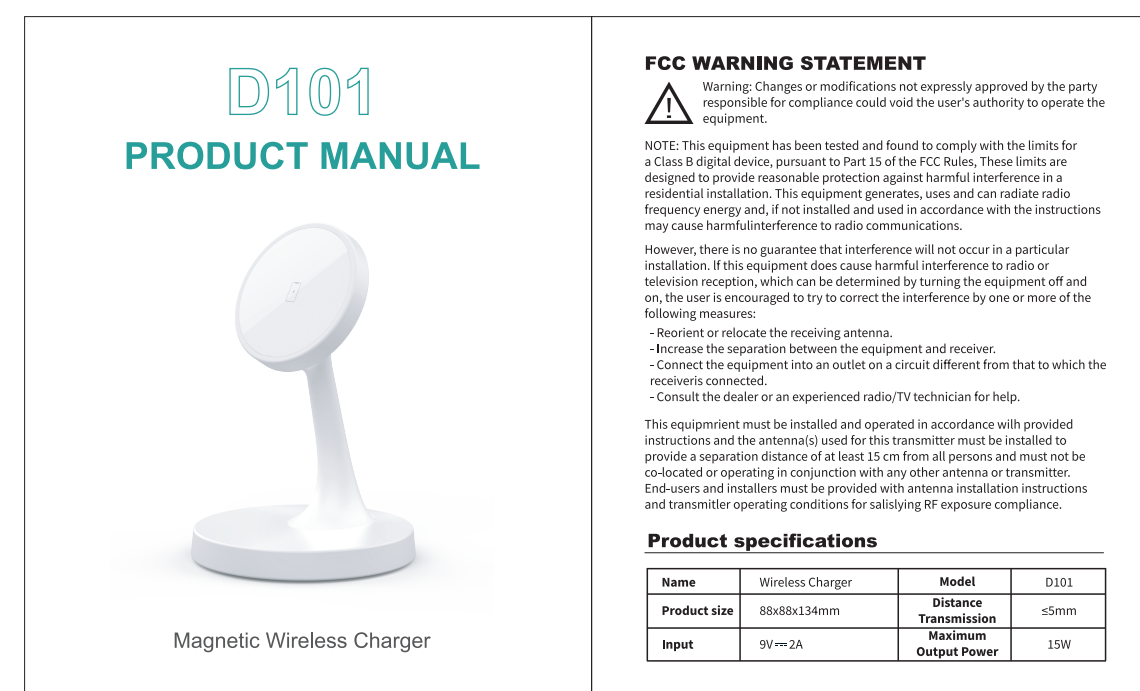 D101
PRODUCT MANUAL
Magnetic Wireless Charger
FCC WARNING STATEMENT
Warning: Changes or modifications not expressly approved by the party
responsible for compliance could void the user's authority to operate the
equipment.
NOTE: This equipment has been tested and found to comply with the limits for
a Class B digital device, pursuant to Part 15 of the FCC Rules, These limits are
designed to provide reasonable protection against harmful interference in a
residential installation. This equipment generates, uses and can radiate radio
frequency energy and, if not installed and used in accordance with the instructions
may cause harmfulinterference to radio communications.
However, there is no guarantee that interference will not occur in a particular
installation. lf this equipment does cause harmful interference to radio or
television reception, which can be determined by turning the equipment off and
on, the user is encouraged to try to correct the interference by one or more of the
following measures:
- Reorient or relocate the receiving antenna.
- Increase the separation between the equipment and receiver.
- Connect the equipment into an outlet on a circuit different from that to which the
receiveris connected.
- Consult the dealer or an experienced radio/TV technician for help.
This equipmrient must be installed and operated in accordance wilh provided
instructions and the antenna(s) used for this transmitter must be installed to
provide a separation distance of at least 15 cm from all persons and must not be
co-located or operating in conjunction with any other antenna or transmitter.
End-users and installers must be provided with antenna installation instructions
and transmitler operating conditions for salislying RF exposure compliance.
Product specifications
Name Wireless Charger Model D101
Product size 88x88x134mm Distance Transmission ≤5mm
Input 9V⎓2A Maximum Output Power 15W